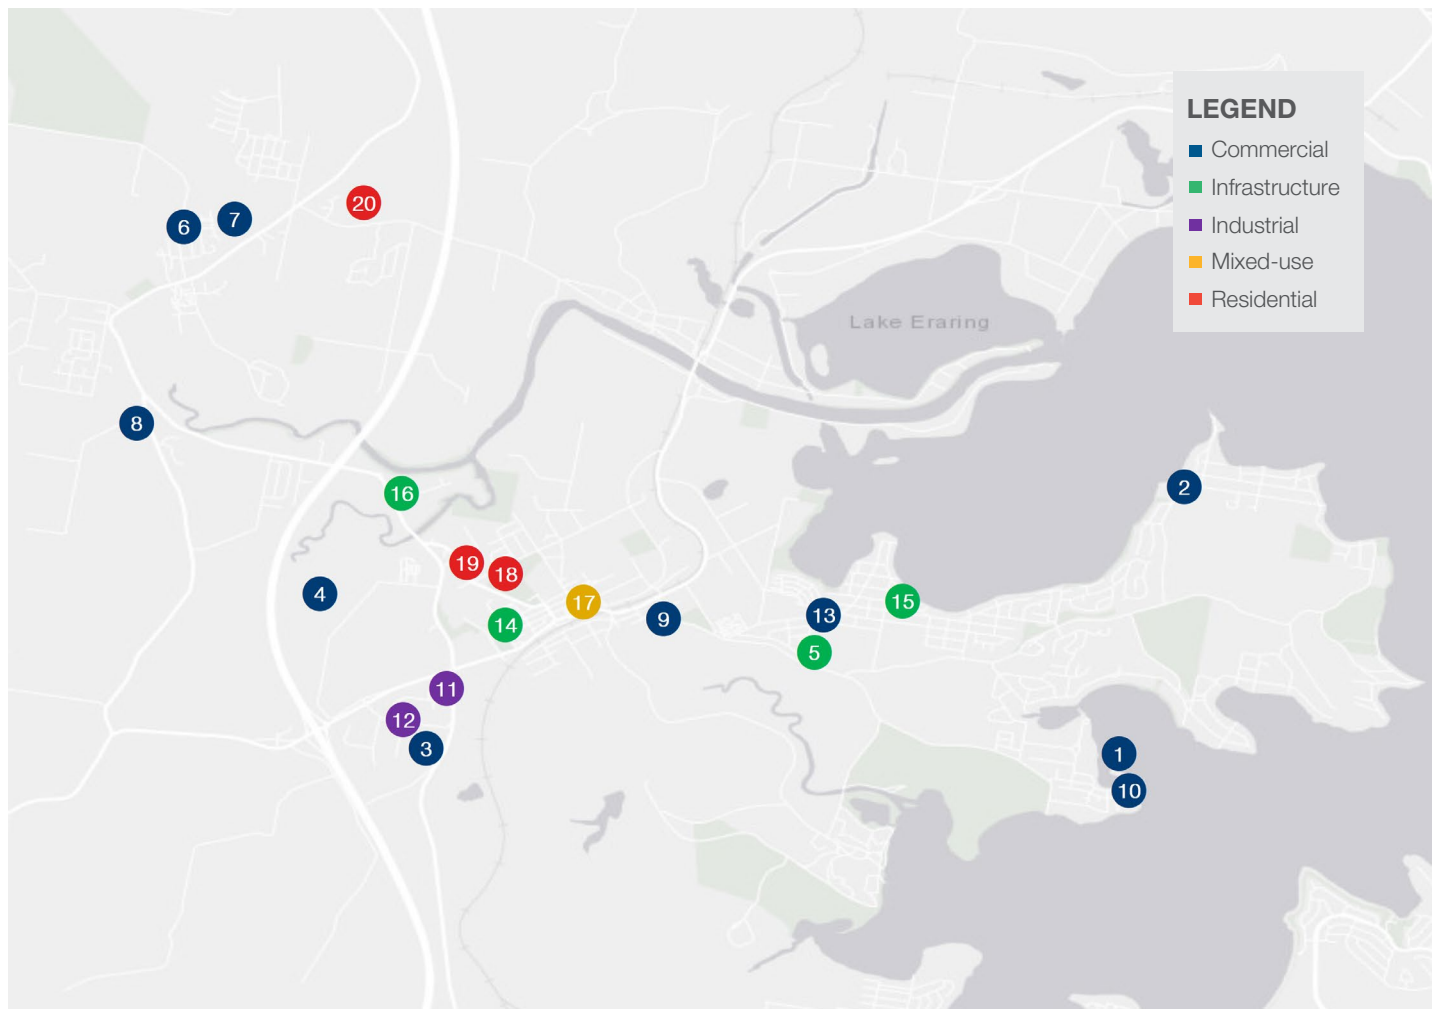 LEGEND
Commercial
Infrastructure
Industrial
Mixed-use
Residential
20
7
6
Lake Eraring
8
2
16
19
18
4
17
15
13
9
14
5
11
12
3
1
10